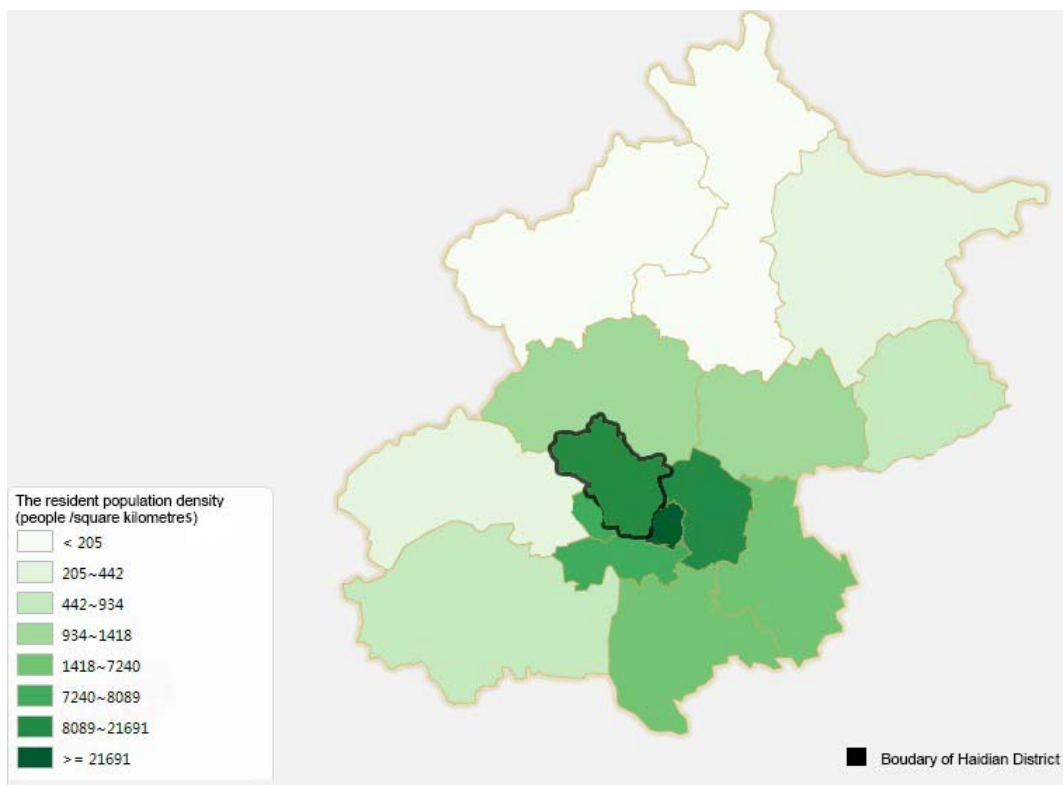 The resident population density
(people /square kilometres)
< 205
205~442
442~934
934~1418
1418~7240
7240~8089
8089~21691
>= 21691
Boudary of Haidian District